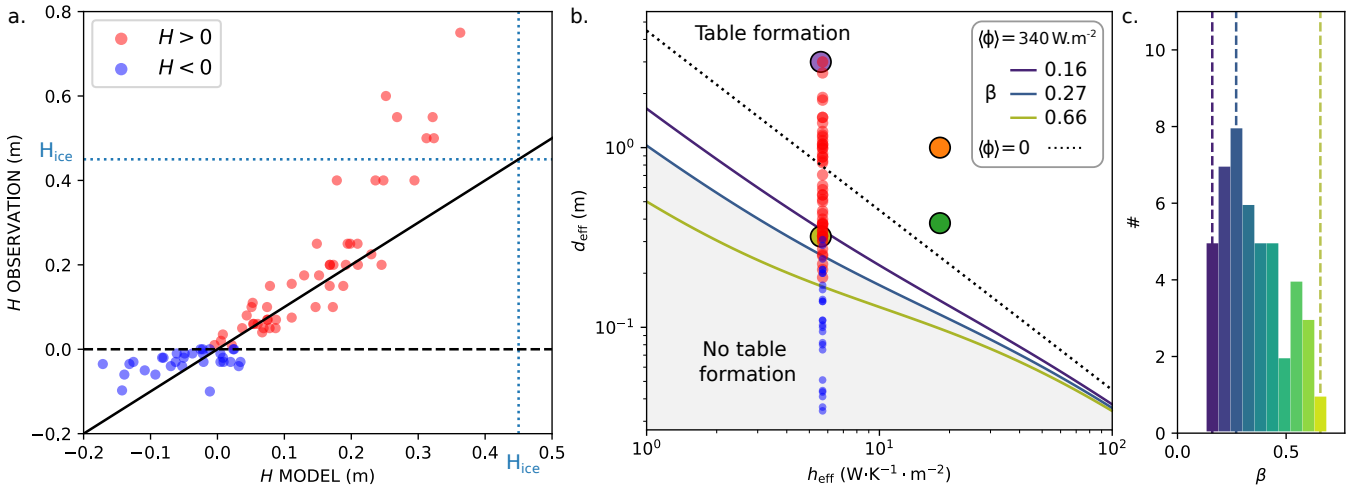 a.
0.8
0.6
0.4
0.2
0.0
−0.2
H OBSERVATION (m)
H > 0
H < 0
H_ice
−0.2
−0.1
0.0
0.1
0.2
0.3
0.4
0.5
H MODEL (m)
H_ice
b.
10⁰
10⁻¹
d_eff (m)
Table formation
No table
formation
⟨ϕ⟩ = 340 W.m⁻²
0.16
β 0.27
0.66
⟨ϕ⟩ = 0
10⁰
10¹
10²
h_eff (W·K⁻¹ · m⁻²)
c.
10
8
6
4
2
0
#
0.0
0.5
β